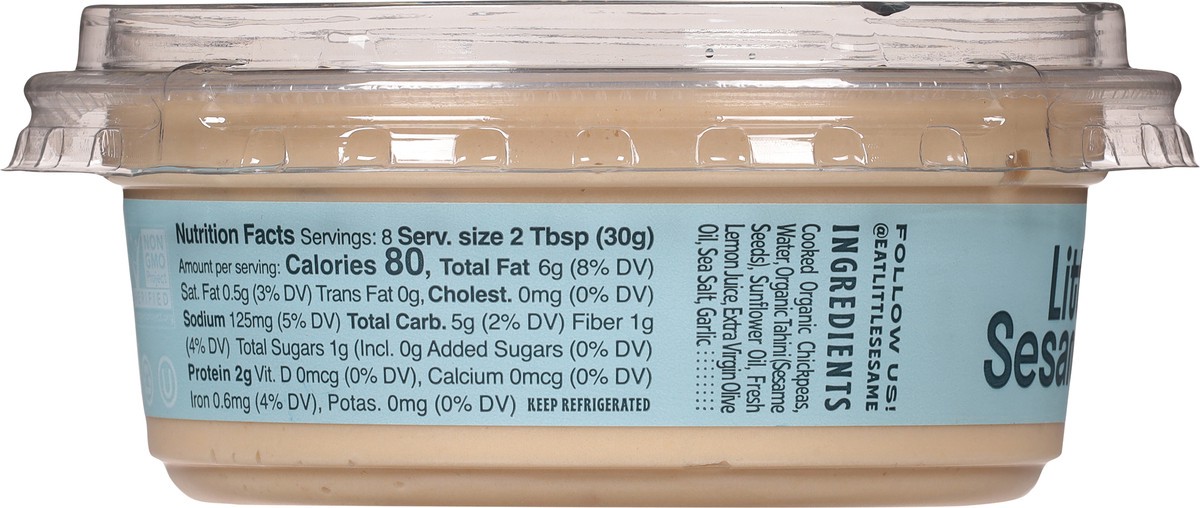 Nutrition Facts Servings: 8 Serv. size 2 Tbsp (30g)
Amount per serving: Calories 80, Total Fat 6g (8% DV)
Sat. Fat 0.5g (3% DV) Trans Fat 0g, Cholest. 0mg (0% DV)
Sodium 125mg (5% DV) Total Carb. 5g (2% DV) Fiber 1g
(4% DV) Total Sugars 1g (Incl. 0g Added Sugars (0% DV)
Protein 2g Vit. D 0mcg (0% DV), Calcium 0mcg (0% DV)
Iron 0.6mg (4% DV), Potas. 0mg (0% DV) KEEP REFRIGERATED
FOLLOW US!
@EATLITTLESESAME
INGREDIENTS
Cooked Organic Chickpeas,
Water, Organic Tahini (Sesame
Seeds), Sunflower Oil, Fresh
Lemon Juice, Extra Virgin Olive
Oil, Sea Salt, Garlic
NON
GMO